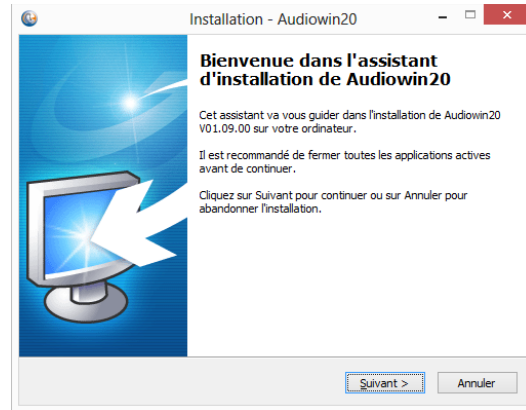 Installation - Audiowin20
Bienvenue dans l'assistant
d'installation de Audiowin20
Cet assistant va vous guider dans l'installation de Audiowin20
V01.09.00 sur votre ordinateur.
Il est recommandé de fermer toutes les applications actives
avant de continuer.
Cliquez sur Suivant pour continuer ou sur Annuler pour
abandonner l'installation.
Suivant >
Annuler